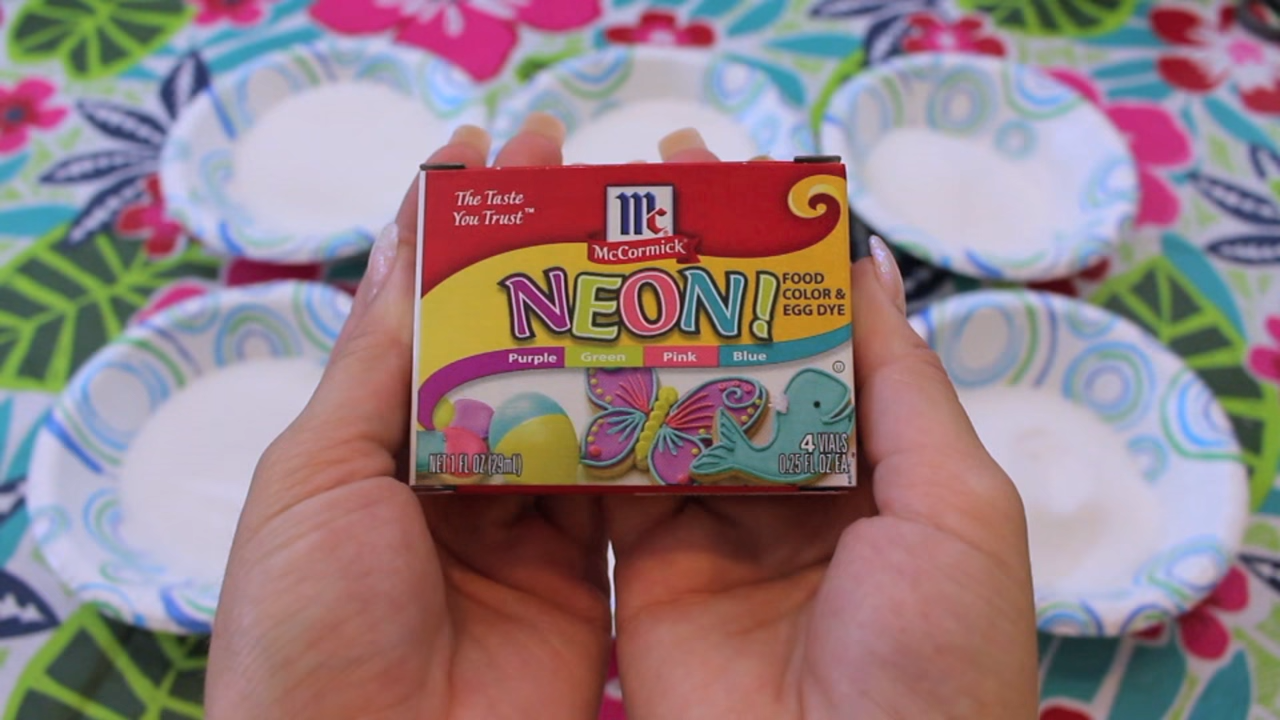 The Taste
You Trust™
Mc
McCormick®
NEON!
FOOD
COLOR &
EGG DYE
Purple Green Pink Blue
NET 1 FL OZ (29mL)
4 VIALS
0.25 FL OZ EA.